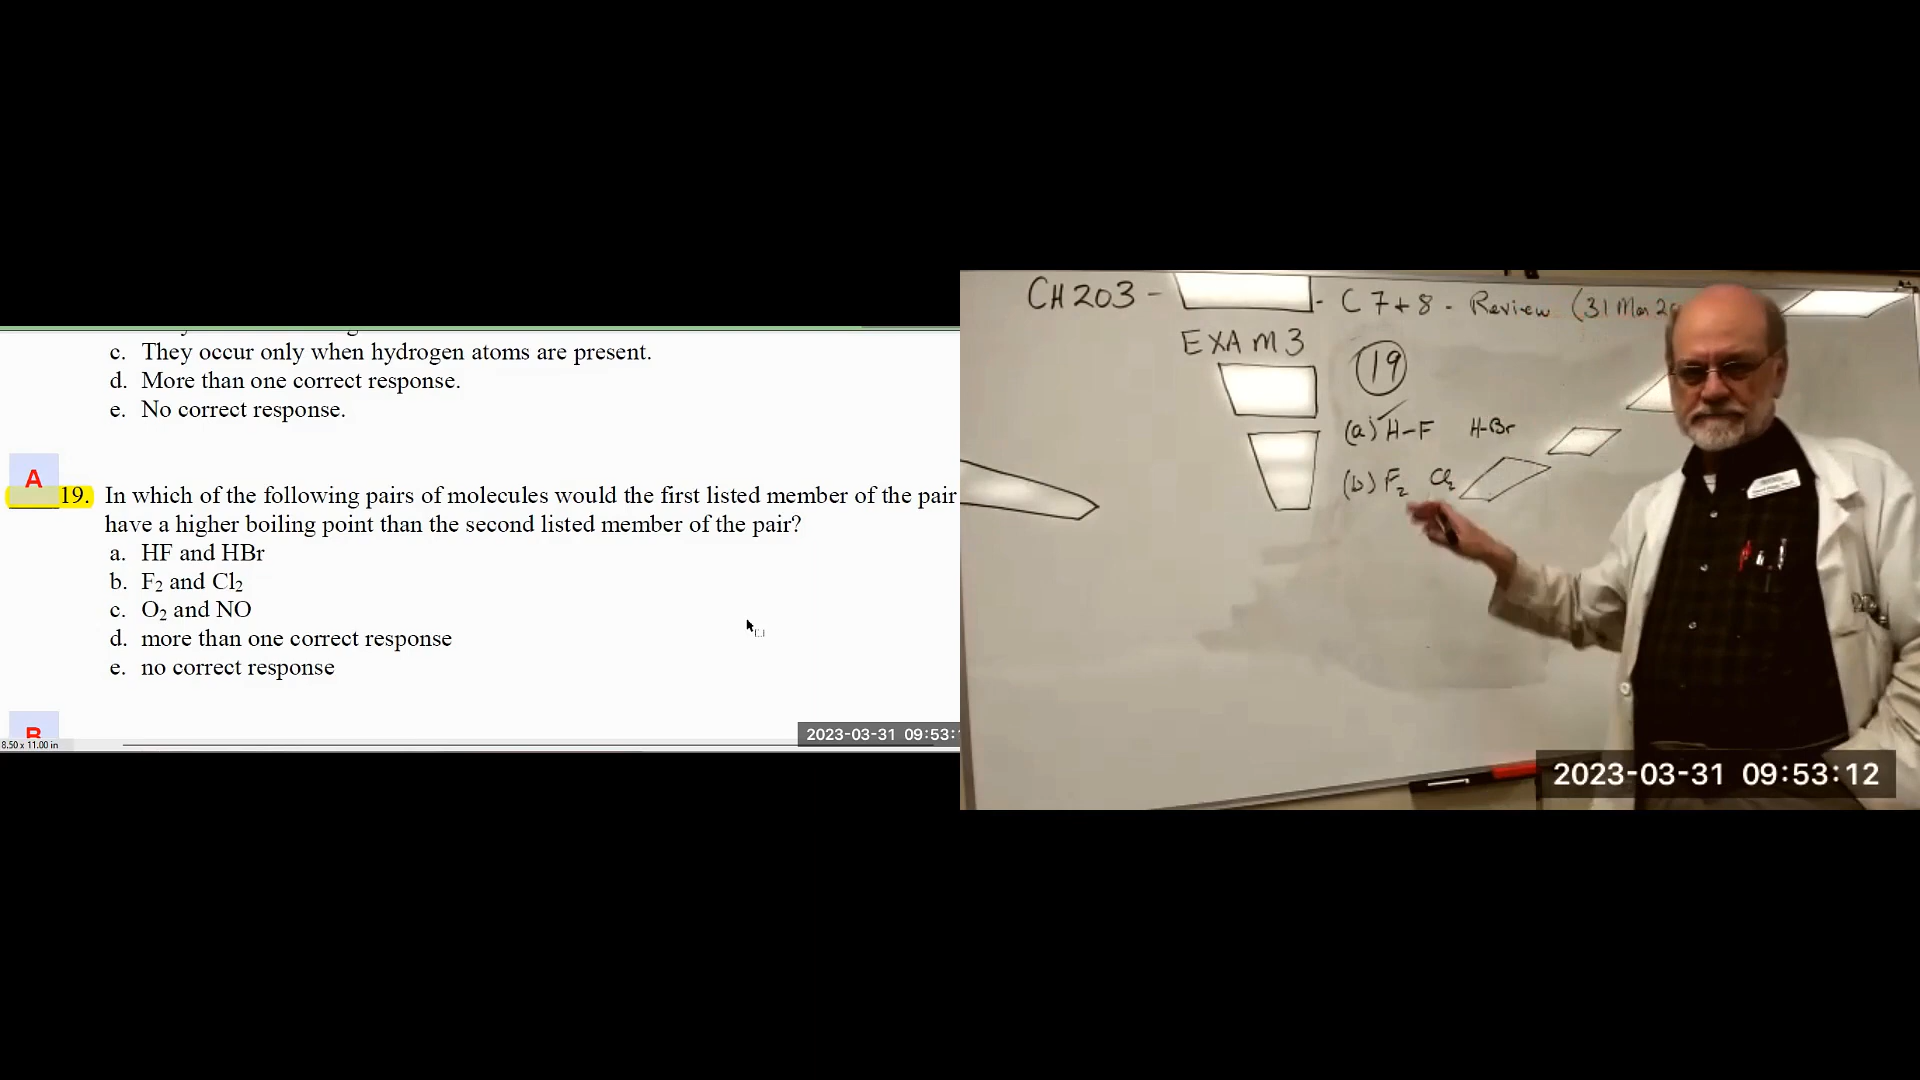 c. They occur only when hydrogen atoms are present.
d. More than one correct response.
e. No correct response.
A
19. In which of the following pairs of molecules would the first listed member of the pair
have a higher boiling point than the second listed member of the pair?
a. HF and HBr
b. F₂ and Cl₂
c. O₂ and NO
d. more than one correct response
e. no correct response
B
8.50 x 11.00 in
2023-03-31 09:53:
CH 203 - - C 7 + 8 - Review (31 Mar 20
EXAM 3
19
(a) H-F H-Br
(b) F₂ Cl₂
2023-03-31 09:53:12